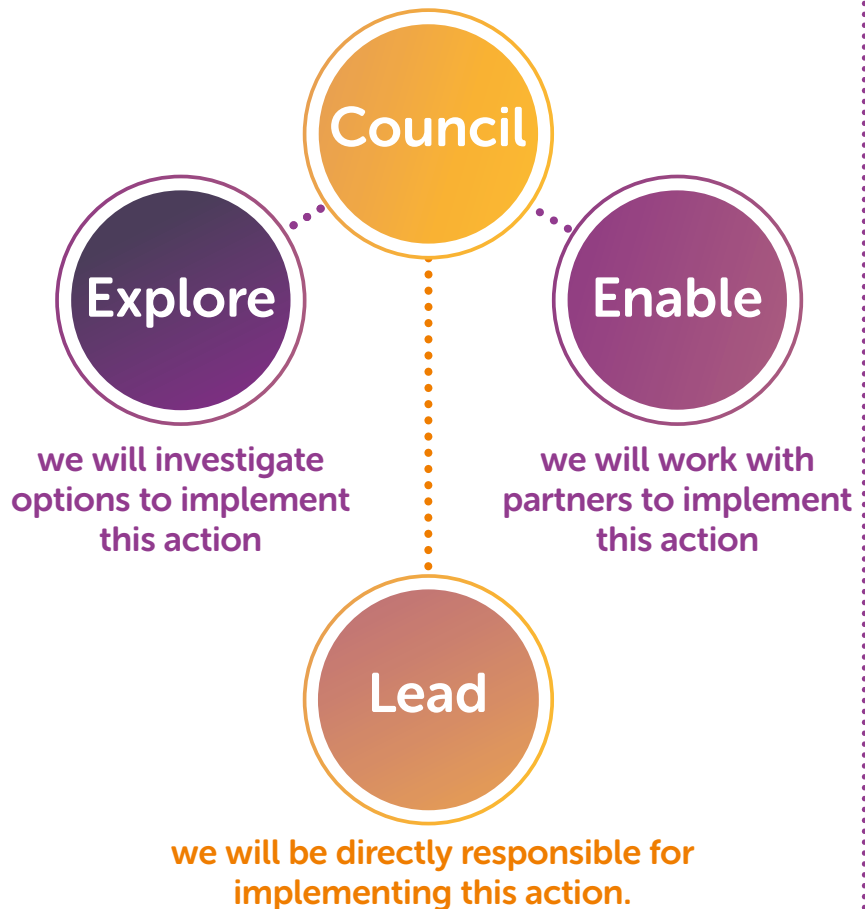 Council
Explore
we will investigate
options to implement
this action
Enable
we will work with
partners to implement
this action
Lead
we will be directly responsible for
implementing this action.